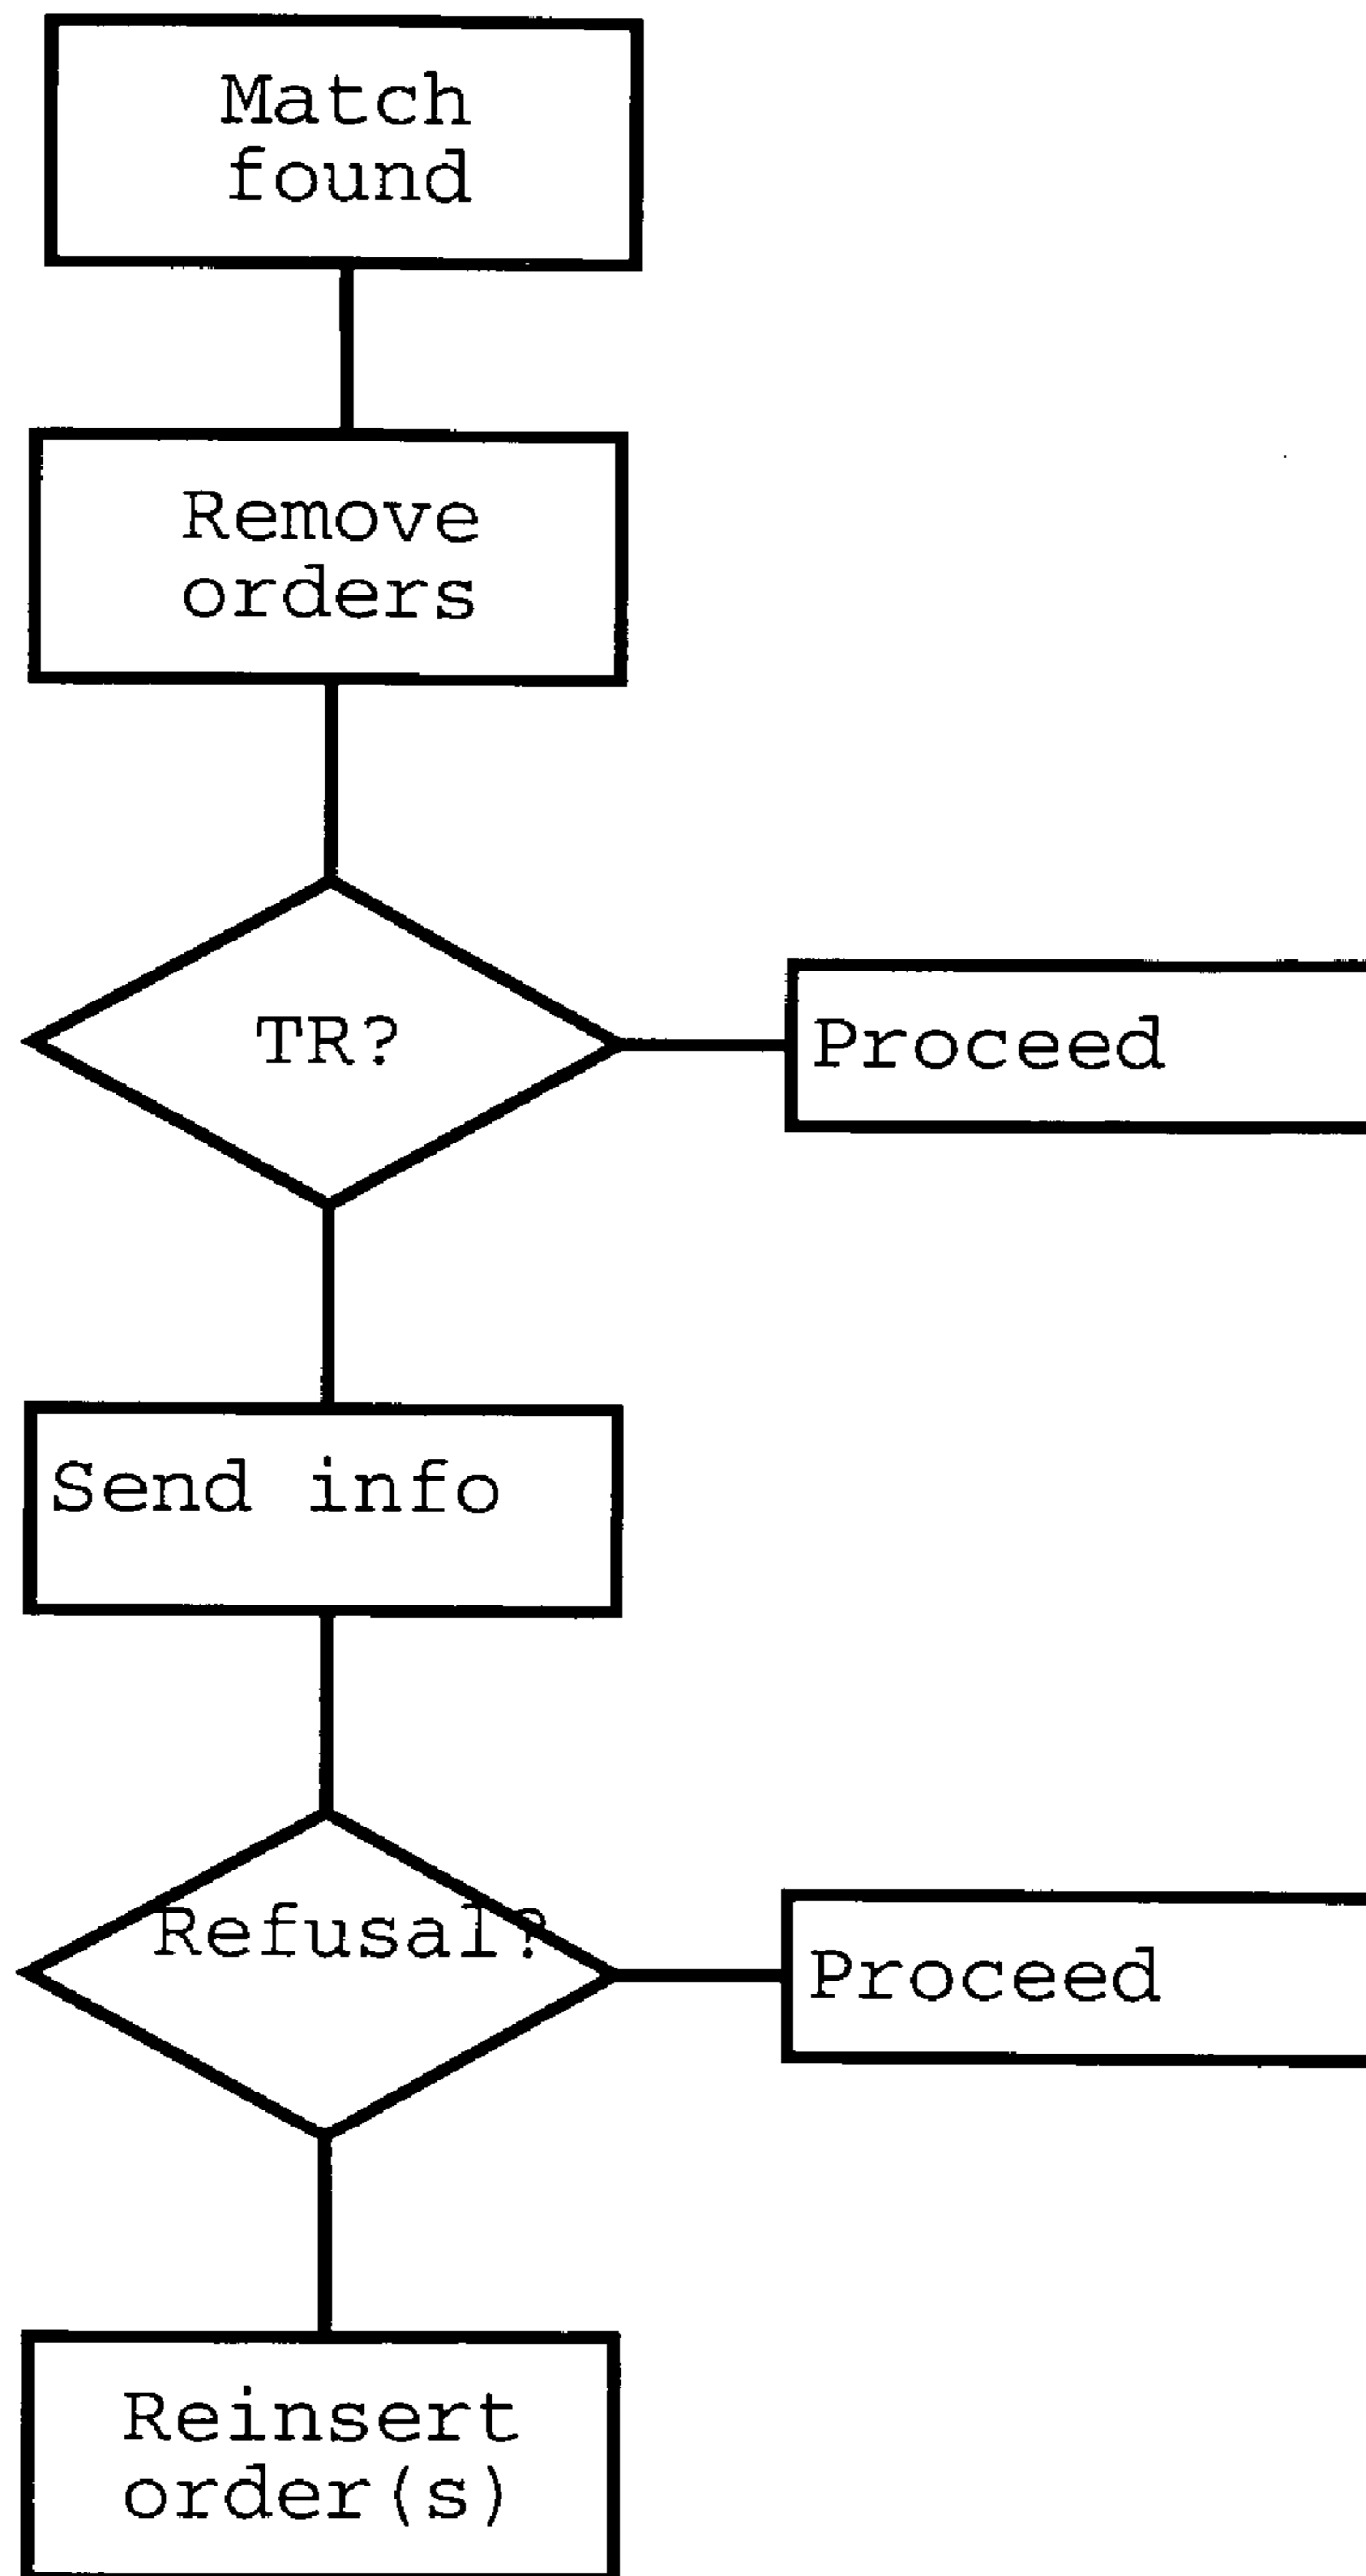 Match
found
Remove
orders
TR?
Proceed
Send info
Refusal?
Proceed
Reinsert
order(s)